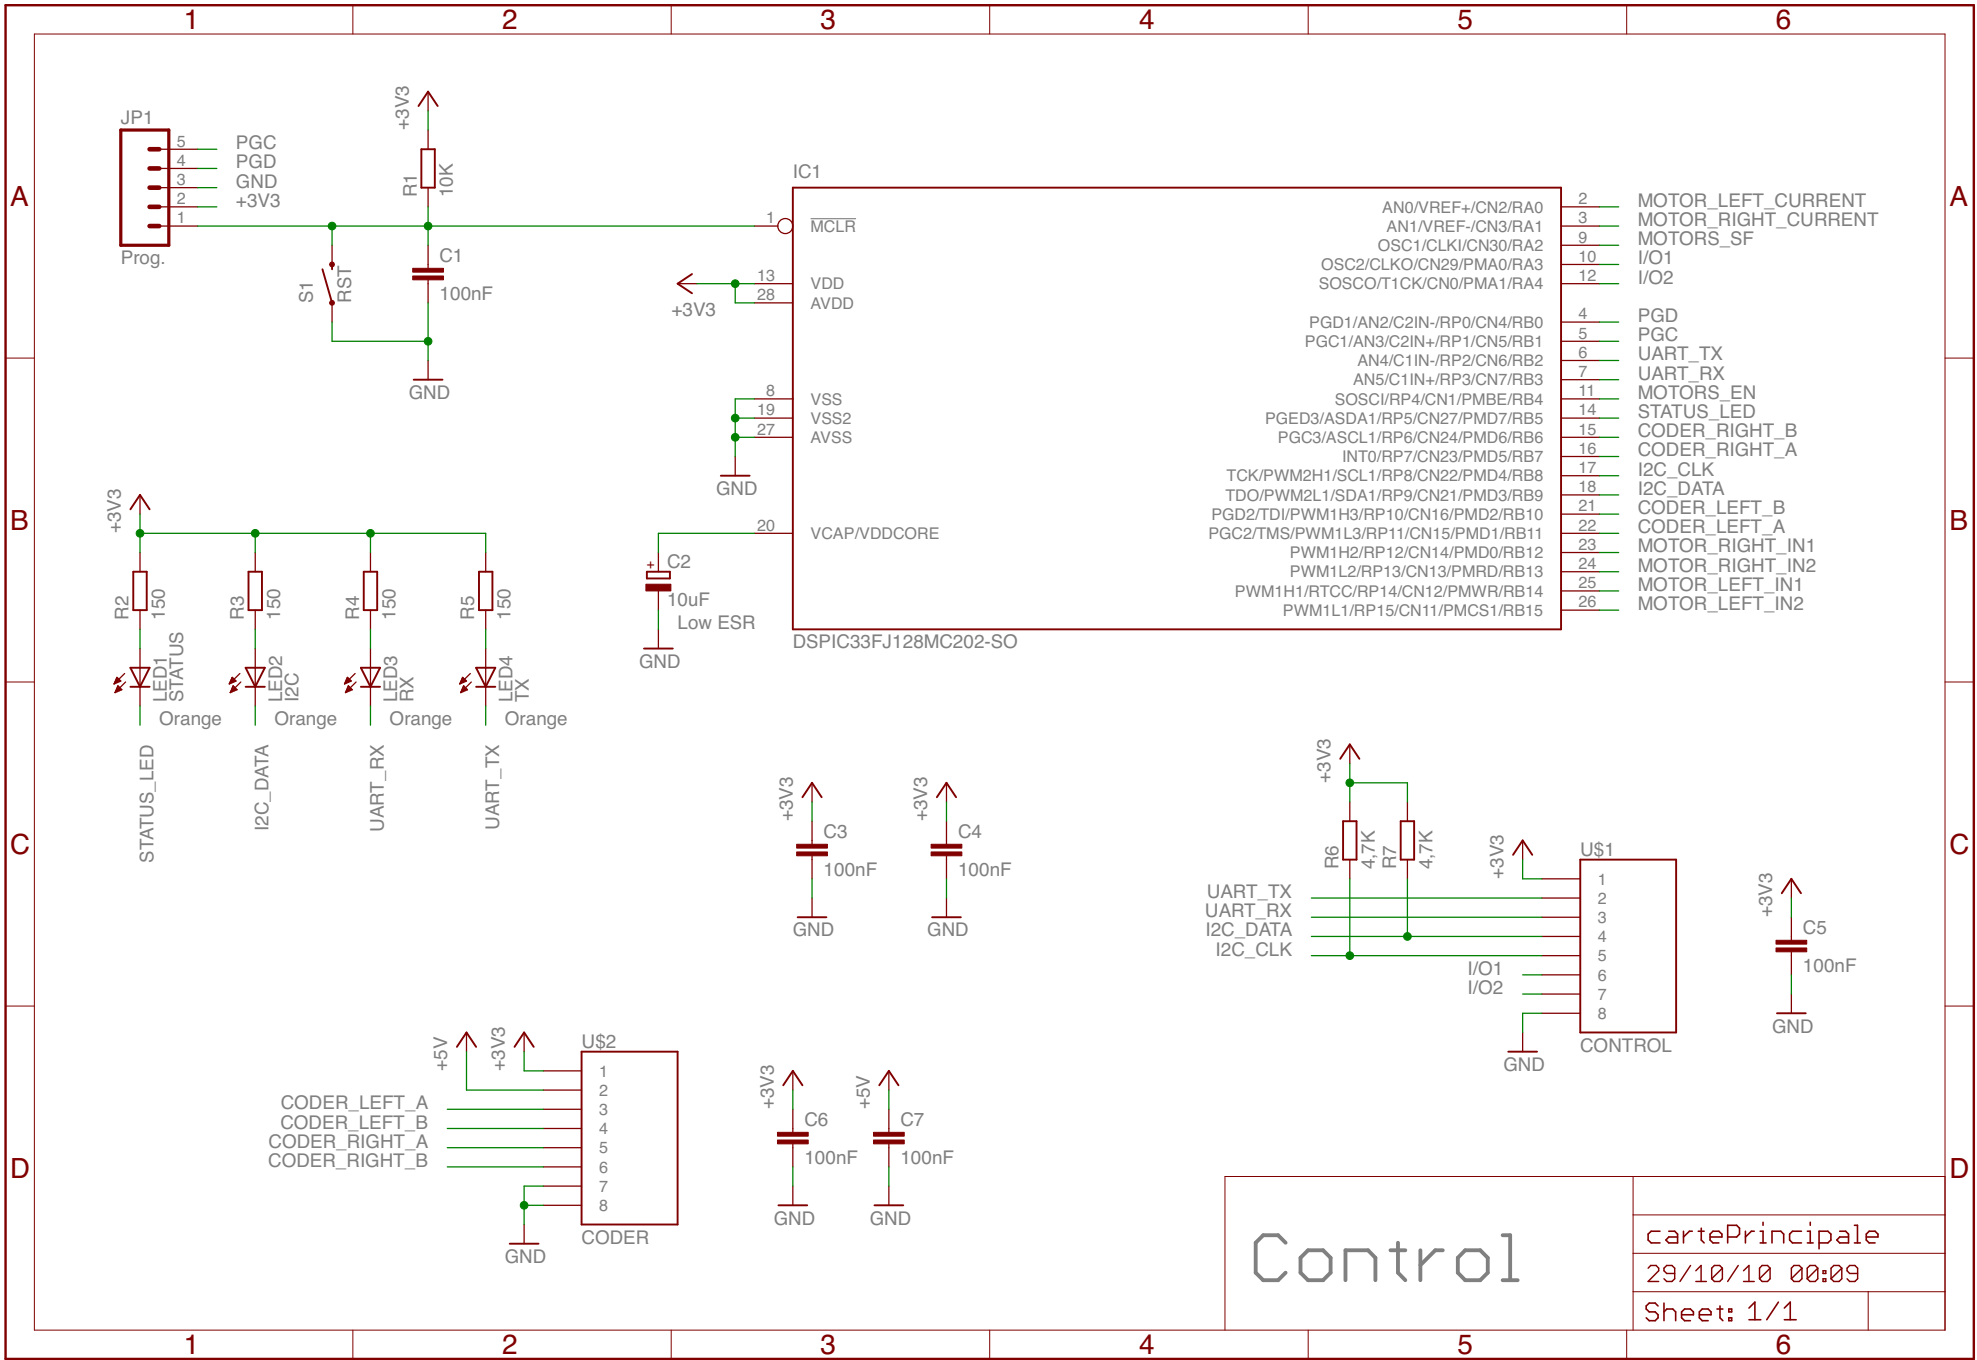 1 2 3 4 5 6
A A
B B
C C
D D
1 2 3 4 5 6
JP1
5 PGC
4 PGD
3 GND
2 +3V3
1
Prog.
+3V3
R1
10K
S1
RST
C1
100nF
GND
IC1
1 MCLR
+3V3
13 VDD
28 AVDD
8 VSS
19 VSS2
27 AVSS
GND
20 VCAP/VDDCORE
C2
+
10uF
Low ESR
GND
AN0/VREF+/CN2/RA0 2 MOTOR_LEFT_CURRENT
AN1/VREF-/CN3/RA1 3 MOTOR_RIGHT_CURRENT
OSC1/CLKI/CN30/RA2 9 MOTORS_SF
OSC2/CLKO/CN29/PMA0/RA3 10 I/O1
SOSCO/T1CK/CN0/PMA1/RA4 12 I/O2
PGD1/AN2/C2IN-/RP0/CN4/RB0 4 PGD
PGC1/AN3/C2IN+/RP1/CN5/RB1 5 PGC
AN4/C1IN-/RP2/CN6/RB2 6 UART_TX
AN5/C1IN+/RP3/CN7/RB3 7 UART_RX
SOSCI/RP4/CN1/PMBE/RB4 11 MOTORS_EN
PGED3/ASDA1/RP5/CN27/PMD7/RB5 14 STATUS_LED
PGC3/ASCL1/RP6/CN24/PMD6/RB6 15 CODER_RIGHT_B
INT0/RP7/CN23/PMD5/RB7 16 CODER_RIGHT_A
TCK/PWM2H1/SCL1/RP8/CN22/PMD4/RB8 17 I2C_CLK
TDO/PWM2L1/SDA1/RP9/CN21/PMD3/RB9 18 I2C_DATA
PGD2/TDI/PWM1H3/RP10/CN16/PMD2/RB10 21 CODER_LEFT_B
PGC2/TMS/PWM1L3/RP11/CN15/PMD1/RB11 22 CODER_LEFT_A
PWM1H2/RP12/CN14/PMD0/RB12 23 MOTOR_RIGHT_IN1
PWM1L2/RP13/CN13/PMRD/RB13 24 MOTOR_RIGHT_IN2
PWM1H1/RTCC/RP14/CN12/PMWR/RB14 25 MOTOR_LEFT_IN1
PWM1L1/RP15/CN11/PMCS1/RB15 26 MOTOR_LEFT_IN2
DSPIC33FJ128MC202-SO
+3V3
R2
150
R3
150
R4
150
R5
150
LED1
STATUS
Orange
LED2
I2C
Orange
LED3
RX
Orange
LED4
TX
Orange
STATUS_LED
I2C_DATA
UART_RX
UART_TX
+3V3
C3
100nF
GND
+3V3
C4
100nF
GND
+3V3
R6
4,7K
R7
4,7K
+3V3
U$1
1
UART_TX 2
UART_RX 3
I2C_DATA 4
I2C_CLK 5
I/O1 6
I/O2 7
8
GND
CONTROL
+3V3
C5
100nF
GND
+5V
+3V3
U$2
1
2
CODER_LEFT_A 3
CODER_LEFT_B 4
CODER_RIGHT_A 5
CODER_RIGHT_B 6
7
8
GND
CODER
+3V3
C6
100nF
GND
+5V
C7
100nF
GND
Control
cartePrincipale
29/10/10 00:09
Sheet: 1/1